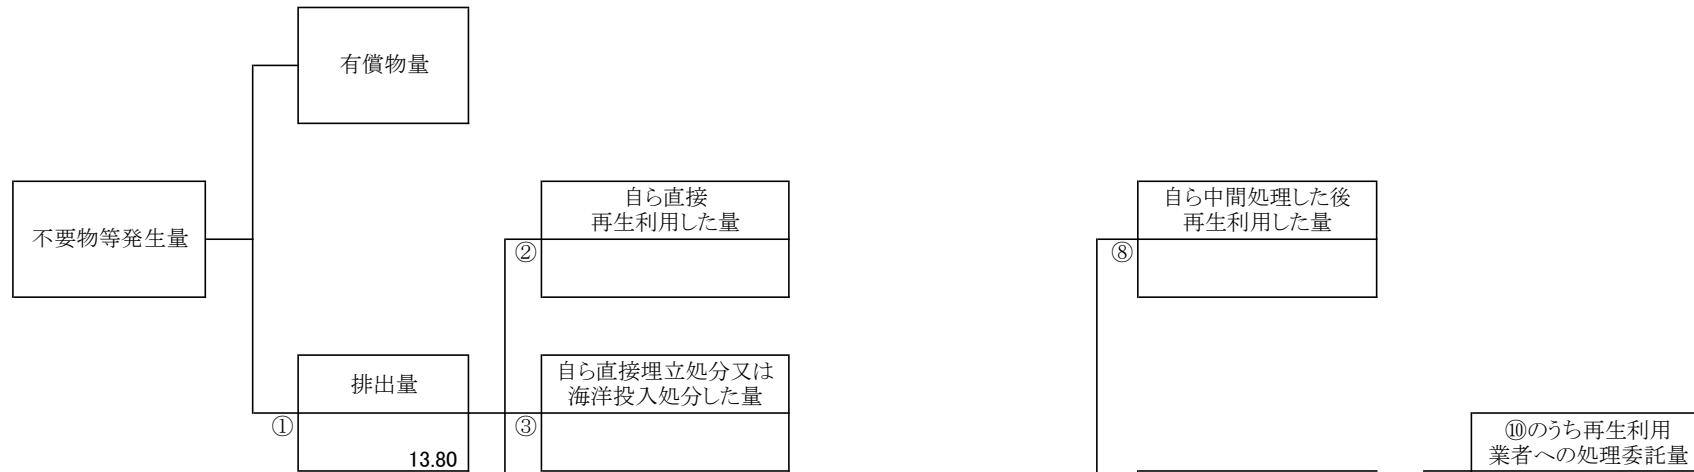 有償物量
不要物等発生量
自ら直接
再生利用した量
②
自ら中間処理した後
再生利用した量
⑧
排出量
①
13.80
自ら直接埋立処分又は
海洋投入処分した量
③
⑩のうち再生利用
業者への処理委託量